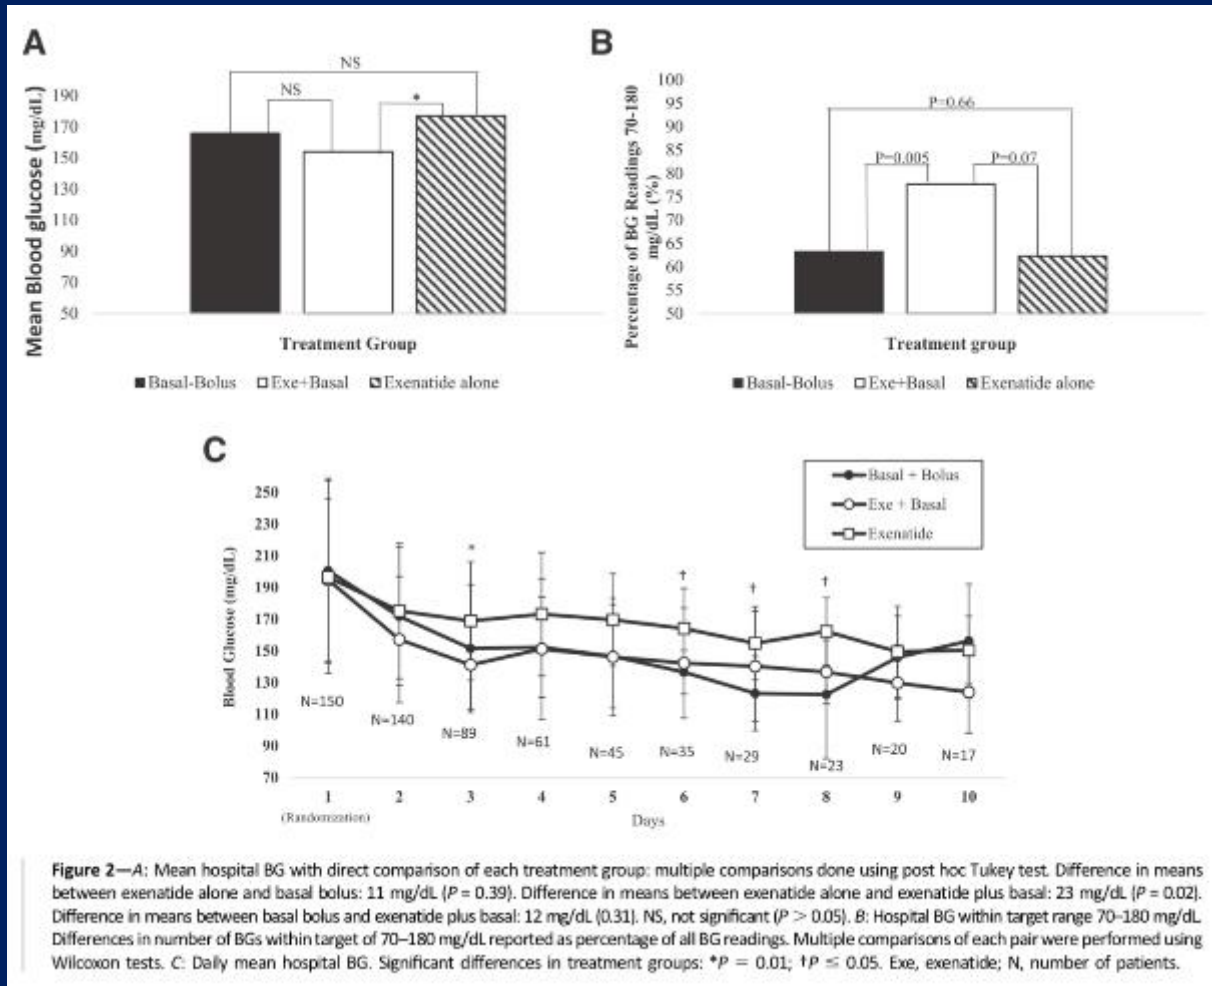 A
Mean Blood glucose (mg/dL)
190
170
150
130
110
90
70
50
NS
NS
*
Treatment Group
Basal-Bolus Exe+Basal Exenatide alone
B
Percentage of BG Readings 70-180
mg/dL (%)
100
95
90
85
80
75
70
65
60
55
50
P=0.66
P=0.005 P=0.07
Treatment group
Basal-Bolus Exe+Basal Exenatide alone
C
Blood Glucose (mg/dL)
250
230
210
190
170
150
130
110
90
70
Basal + Bolus
Exe + Basal
Exenatide
* † † †
N=150 N=140 N=89 N=61 N=45 N=35 N=29 N=23 N=20 N=17
1 2 3 4 5 6 7 8 9 10
(Randomization)
Days
Figure 2—A: Mean hospital BG with direct comparison of each treatment group: multiple comparisons done using post hoc Tukey test. Difference in means
between exenatide alone and basal bolus: 11 mg/dL (P = 0.39). Difference in means between exenatide alone and exenatide plus basal: 23 mg/dL (P = 0.02).
Difference in means between basal bolus and exenatide plus basal: 12 mg/dL (0.31). NS, not significant (P > 0.05). B: Hospital BG within target range 70–180 mg/dL.
Differences in number of BGs within target of 70–180 mg/dL reported as percentage of all BG readings. Multiple comparisons of each pair were performed using
Wilcoxon tests. C: Daily mean hospital BG. Significant differences in treatment groups: *P = 0.01; †P ≤ 0.05. Exe, exenatide; N, number of patients.